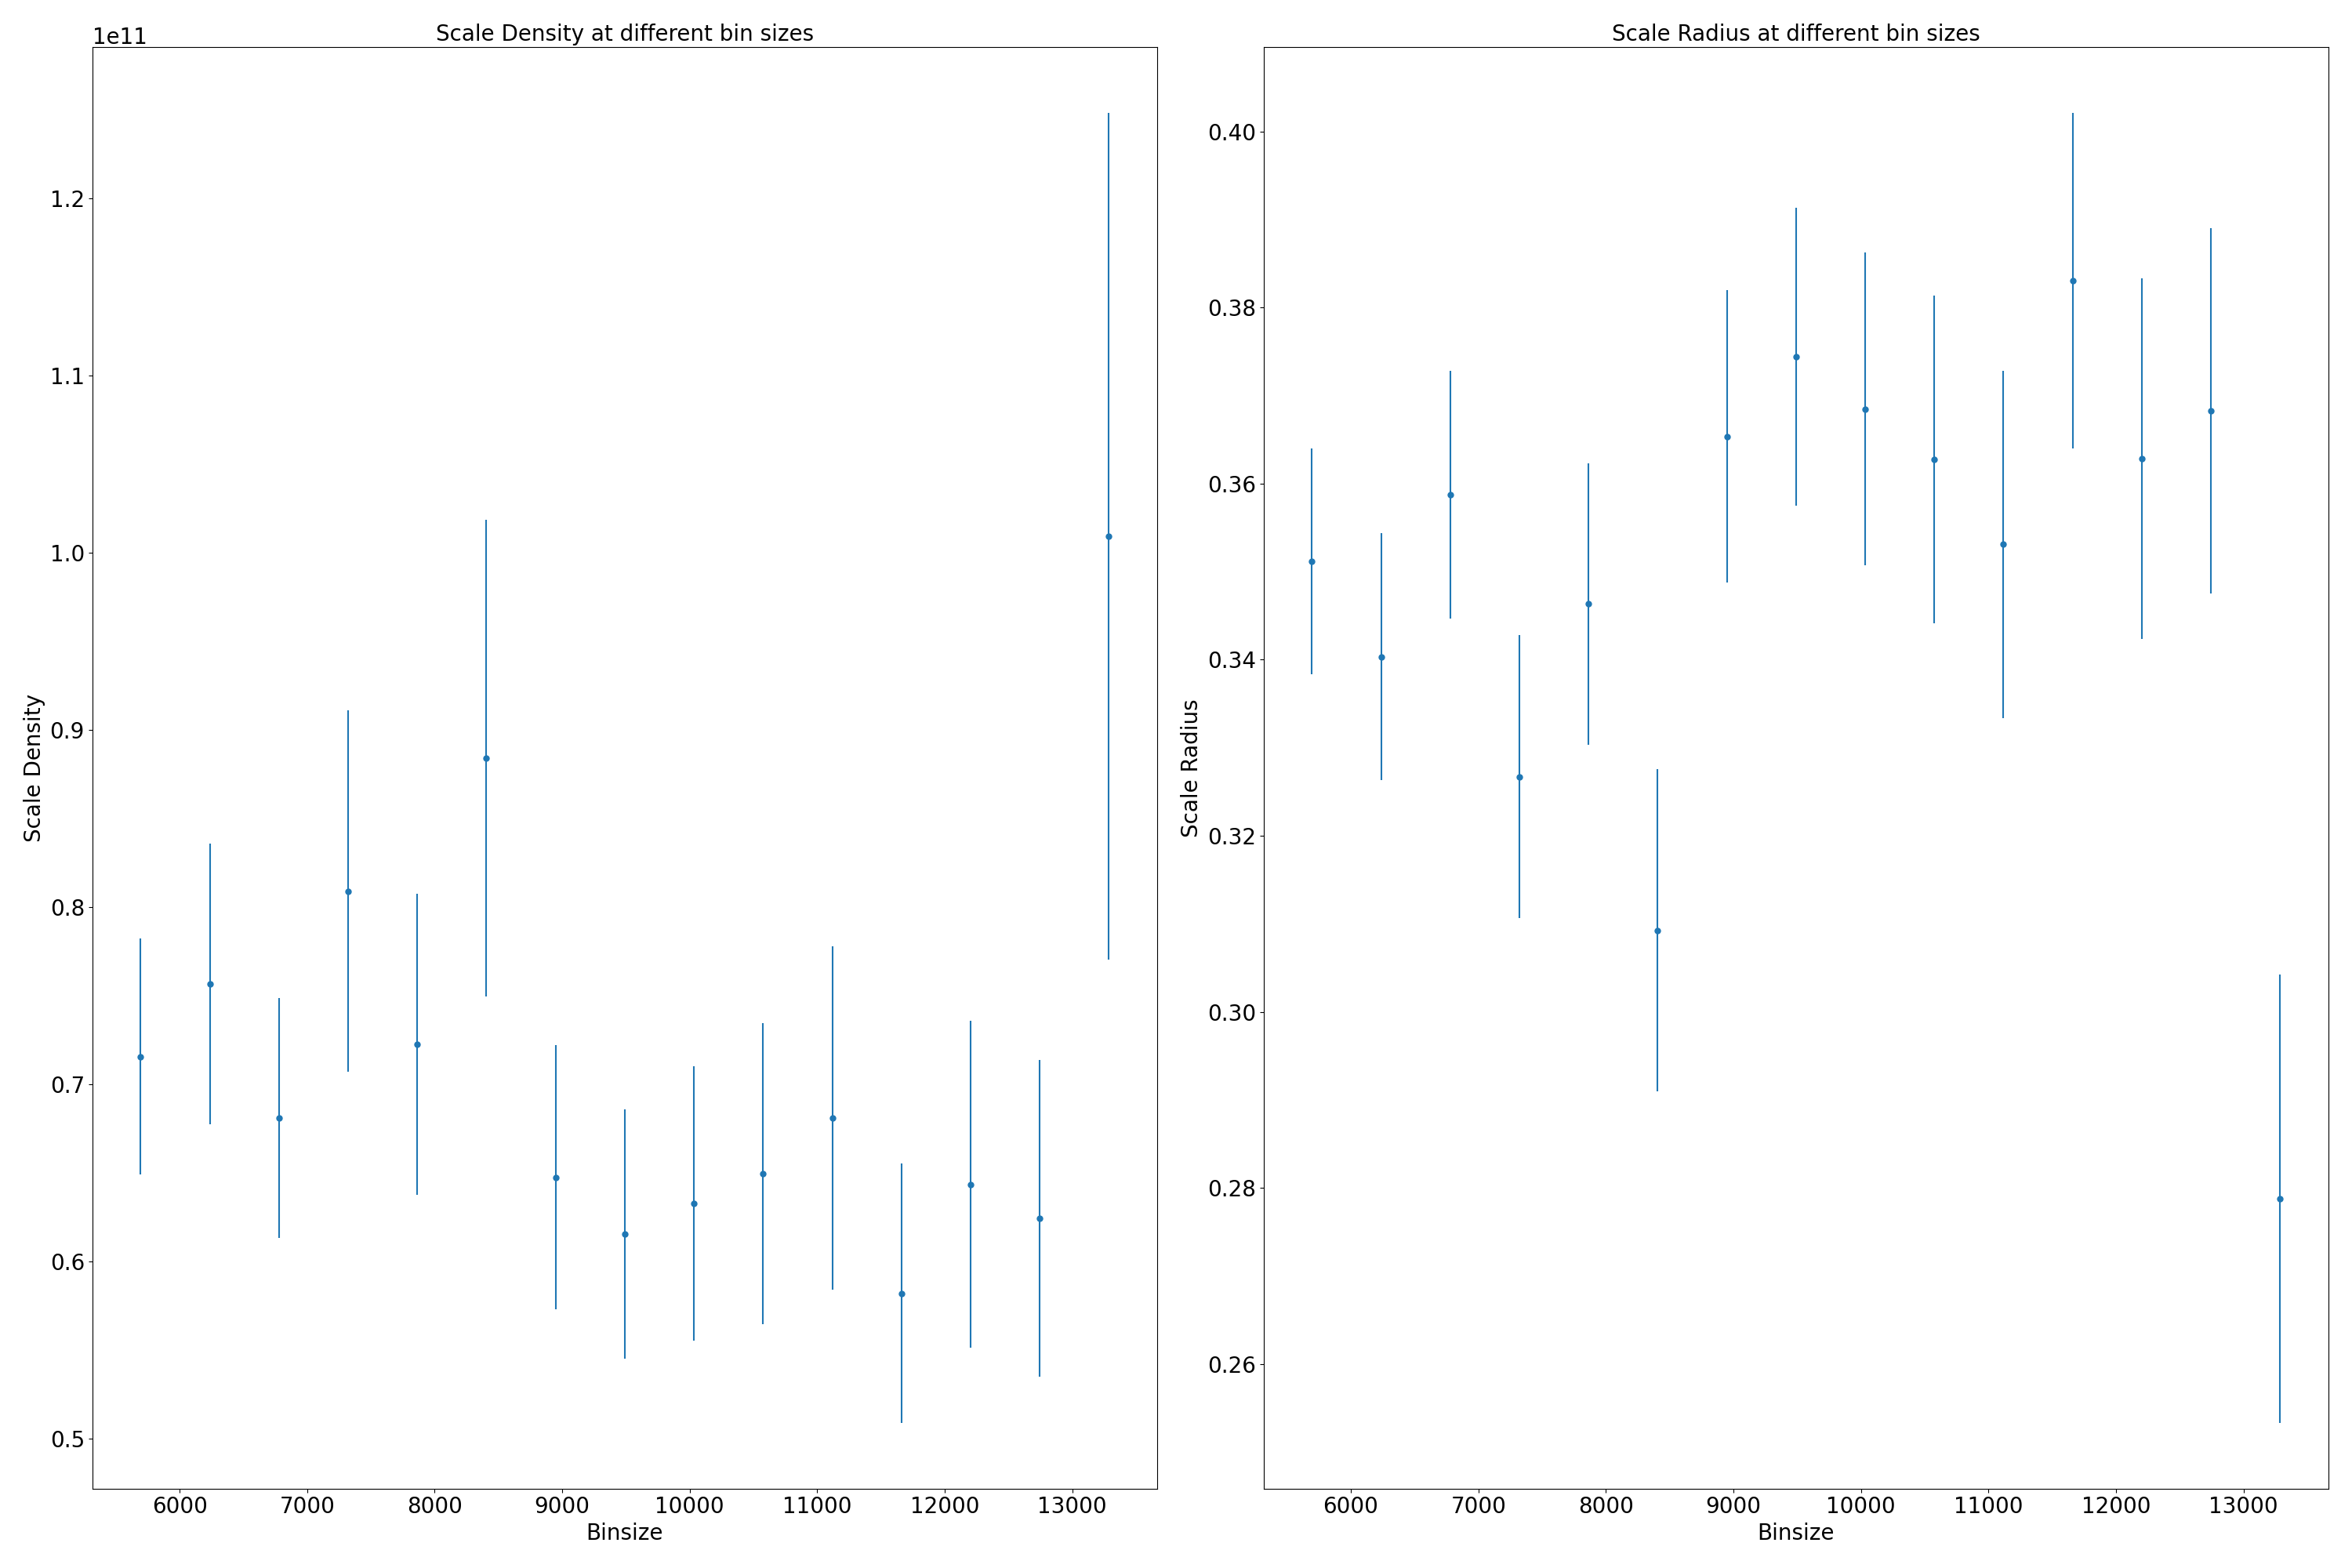 Scale Density at different bin sizes
1e11
1.2
1.1
1.0
0.9
0.8
0.7
0.6
0.5
Scale Density
6000 7000 8000 9000 10000 11000 12000 13000
Binsize
Scale Radius at different bin sizes
0.40
0.38
0.36
0.34
0.32
0.30
0.28
0.26
Scale Radius
6000 7000 8000 9000 10000 11000 12000 13000
Binsize